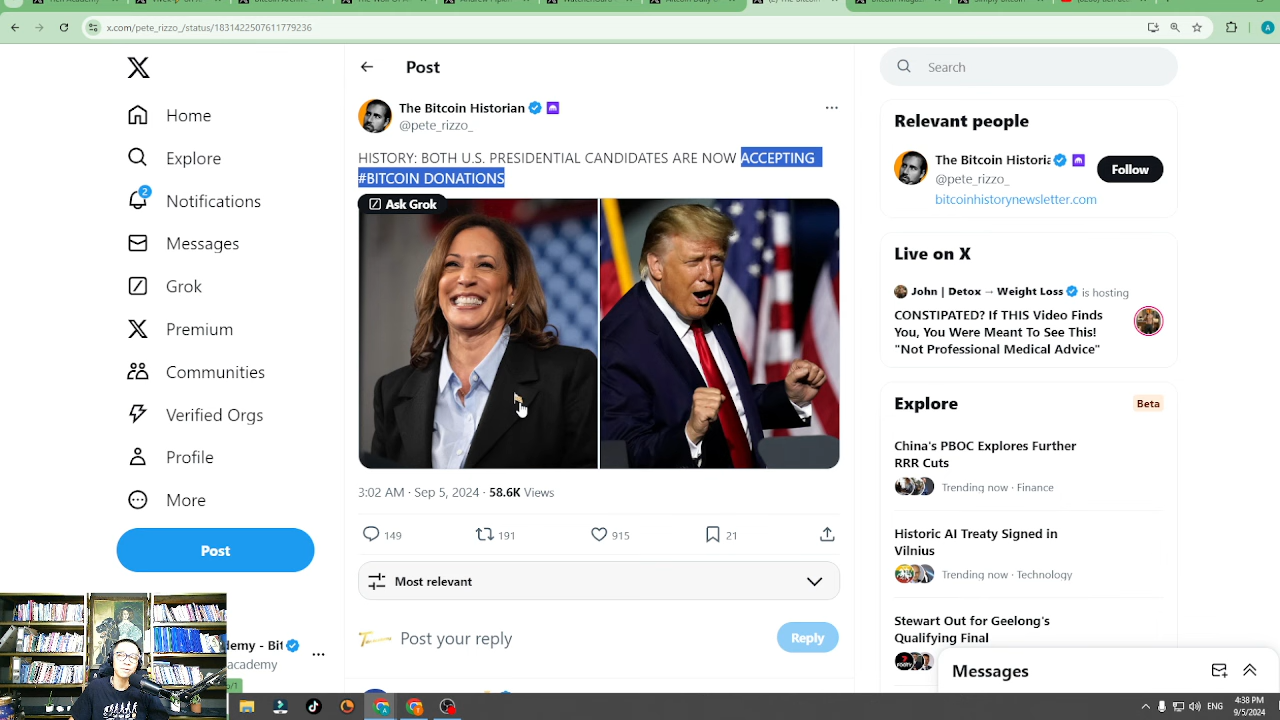 x.com/pete_rizzo_/status/1831422507611779236
Home
Explore
2
Notifications
Messages
Grok
Premium
Communities
Verified Orgs
Profile
More
Post
demy - Bit
academy
Post
The Bitcoin Historian
@pete_rizzo_
HISTORY: BOTH U.S. PRESIDENTIAL CANDIDATES ARE NOW ACCEPTING
#BITCOIN DONATIONS
Ask Grok
3:02 AM · Sep 5, 2024 · 58.6K Views
149 191 915 21
Most relevant
Post your reply
Reply
Search
Relevant people
The Bitcoin Historia
@pete_rizzo_
Follow
bitcoinhistorynewsletter.com
Live on X
John | Detox → Weight Loss is hosting
CONSTIPATED? If THIS Video Finds
You, You Were Meant To See This!
"Not Professional Medical Advice"
Explore
Beta
China's PBOC Explores Further
RRR Cuts
Trending now · Finance
Historic AI Treaty Signed in
Vilnius
Trending now · Technology
Stewart Out for Geelong's
Qualifying Final
Messages
ENG
4:38 PM
9/5/2024